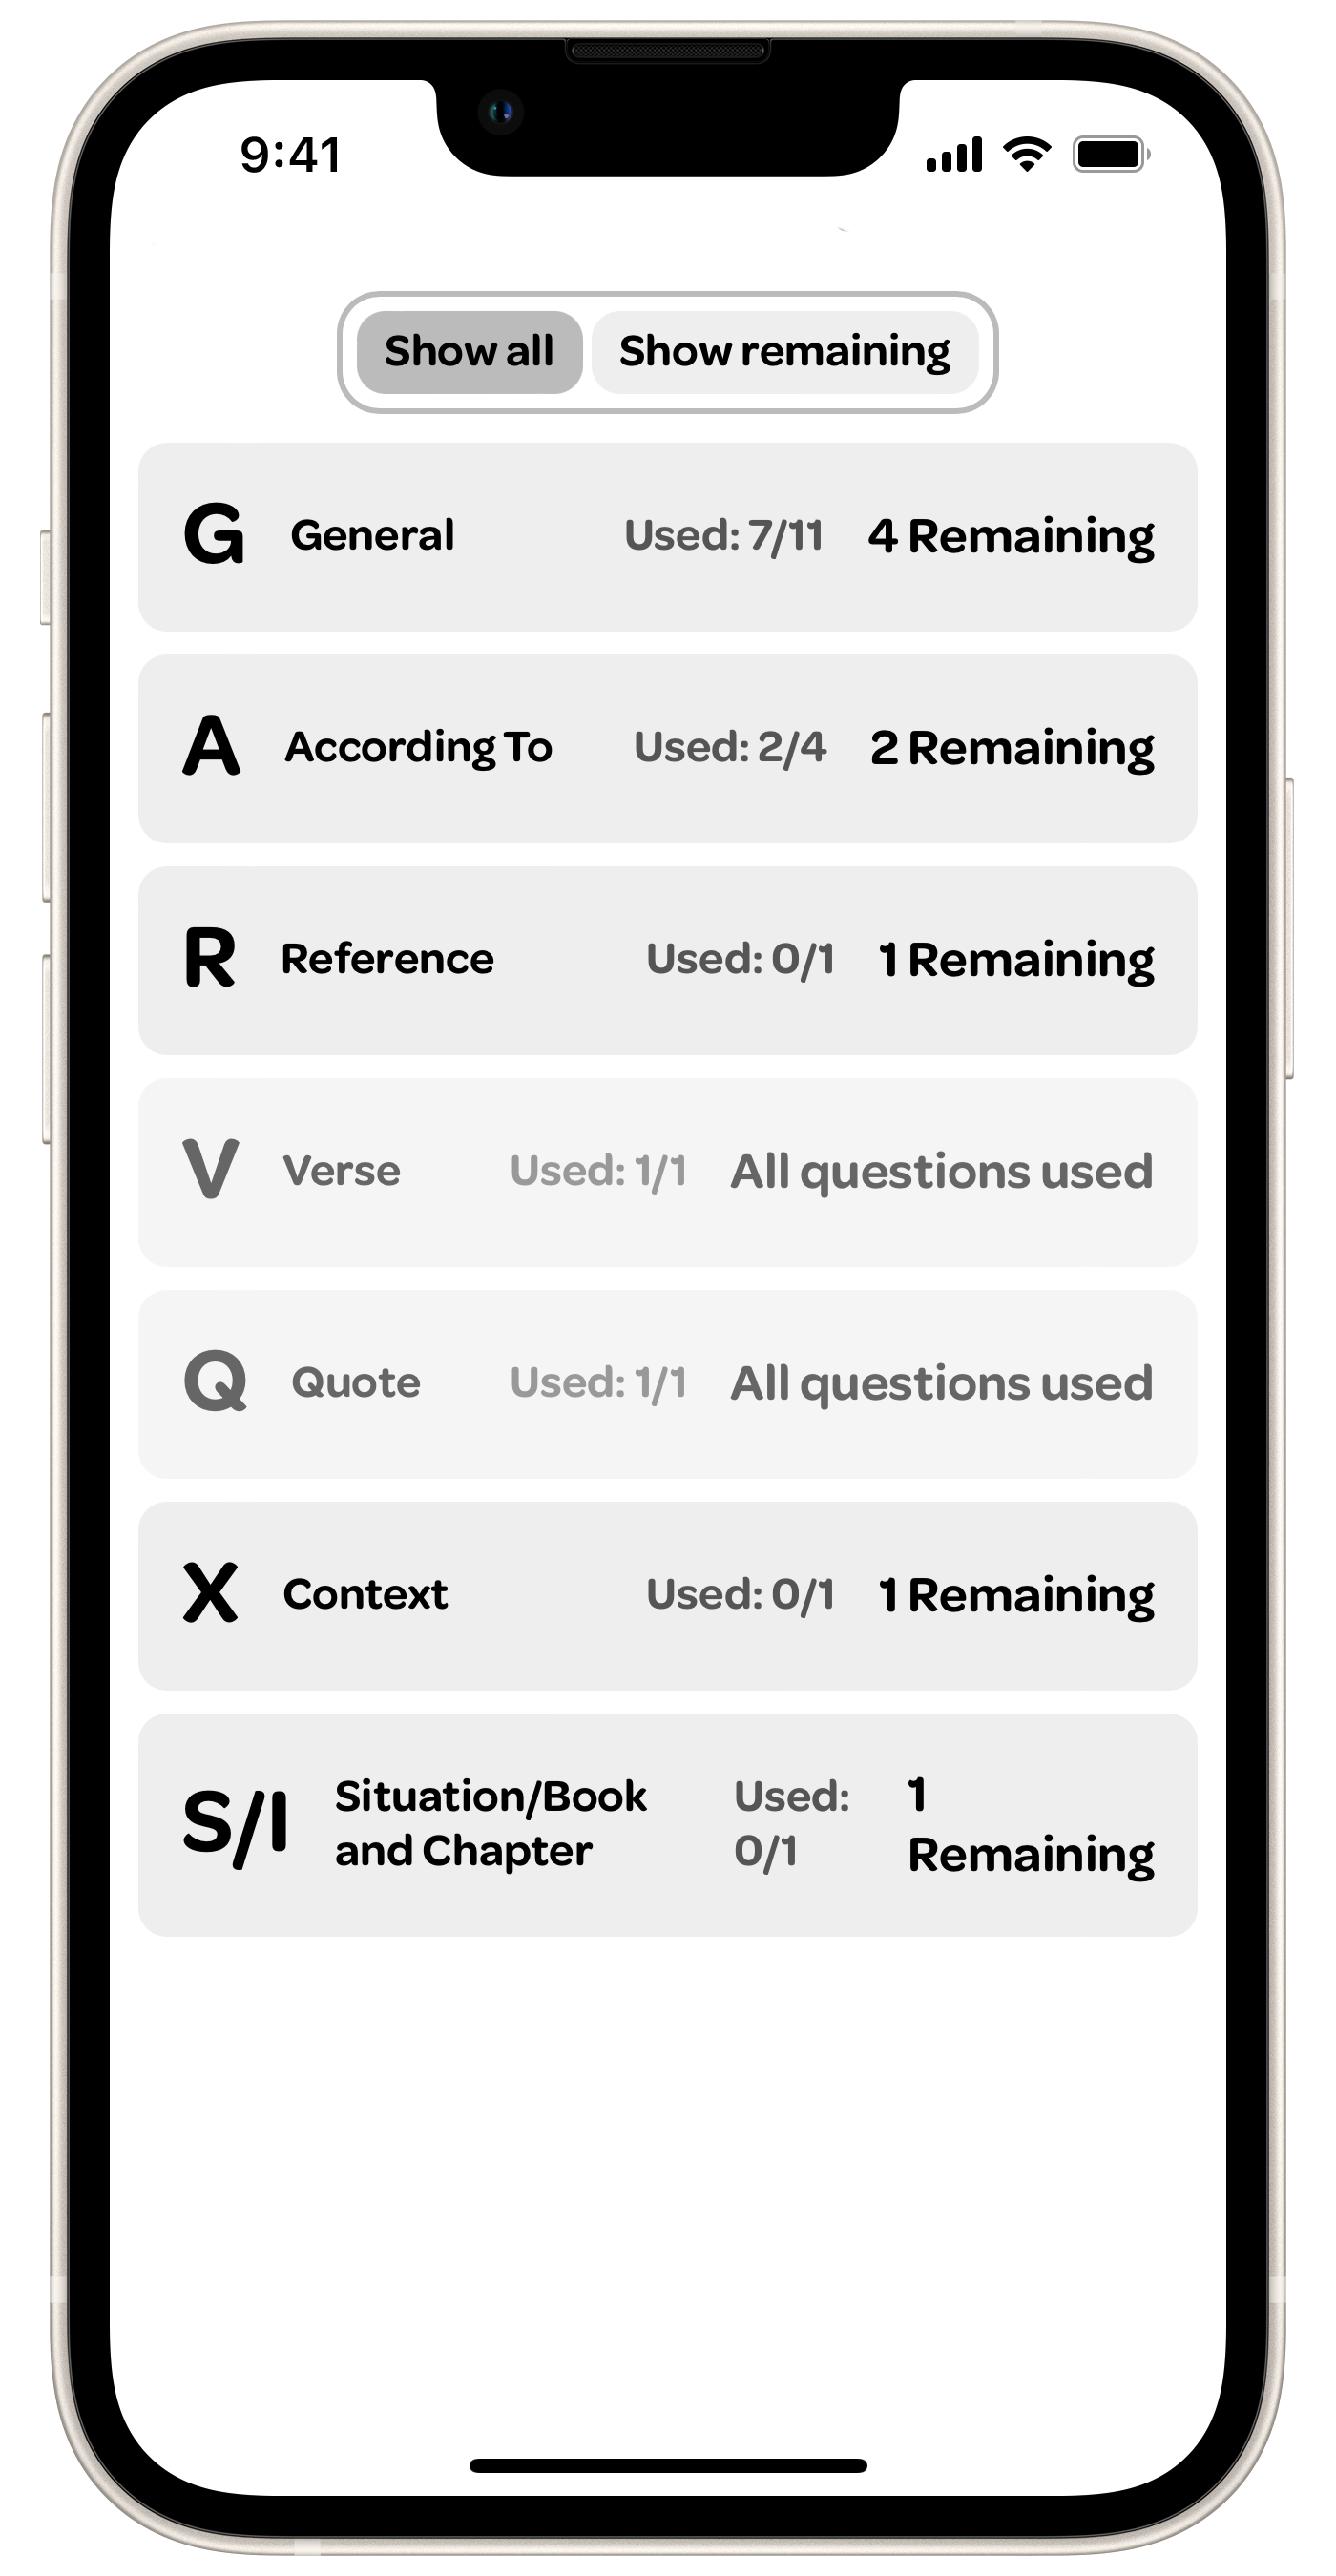 9:41
Show all Show remaining
G General Used: 7/11 4 Remaining
A According To Used: 2/4 2 Remaining
R Reference Used: 0/1 1 Remaining
V Verse Used: 1/1 All questions used
Q Quote Used: 1/1 All questions used
X Context Used: 0/1 1 Remaining
S/I Situation/Book and Chapter Used: 0/1 1 Remaining